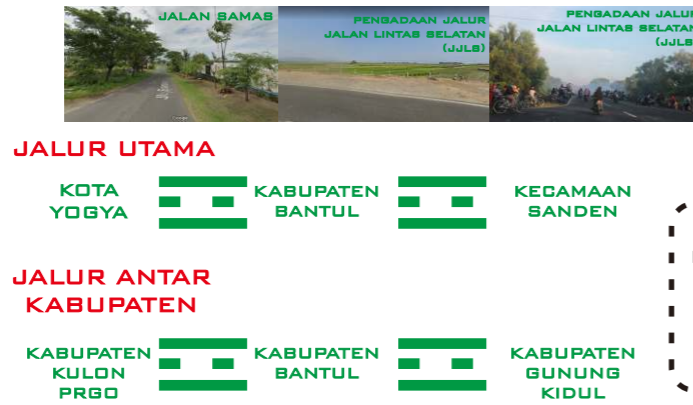 JALAN SAMAS
PENGADAAN JALUR
JALAN LINTAS SELATAN
(JJLS)
PENGADAAN JALUR
JALAN LINTAS SELATAN
(JJLS)
JALUR UTAMA
KOTA
YOGYA
KABUPATEN
BANTUL
KECAMAAN
SANDEN
JALUR ANTAR
KABUPATEN
KABUPATEN
KULON
PRGO
KABUPATEN
BANTUL
KABUPATEN
GUNUNG
KIDUL